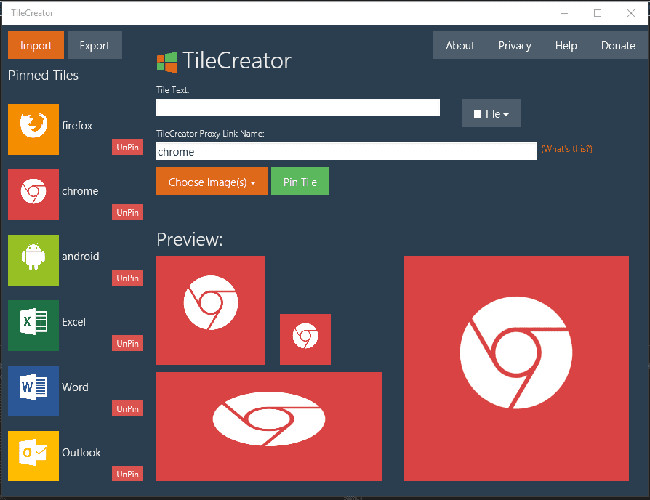 TileCreator
Import Export
About Privacy Help Donate
Pinned Tiles
TileCreator
Tile Text:
Tile
firefox
UnPin
TileCreator Proxy Link Name:
chrome
(What's this?)
Choose Image(s) Pin Tile
chrome
UnPin
Preview:
android
UnPin
X
Excel
UnPin
W
Word
UnPin
O
Outlook
UnPin